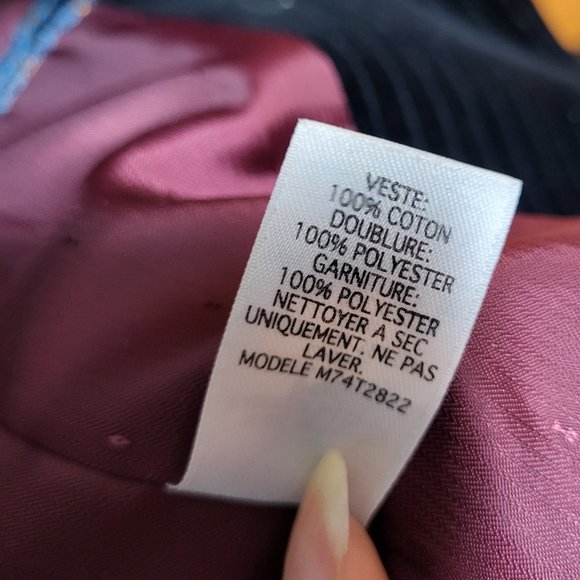 VESTE:
100% COTON
DOUBLURE:
100% POLYESTER
GARNITURE:
100% POLYESTER
NETTOYER A SEC
UNIQUEMENT. NE PAS
LAVER.
MODELE M74T2822